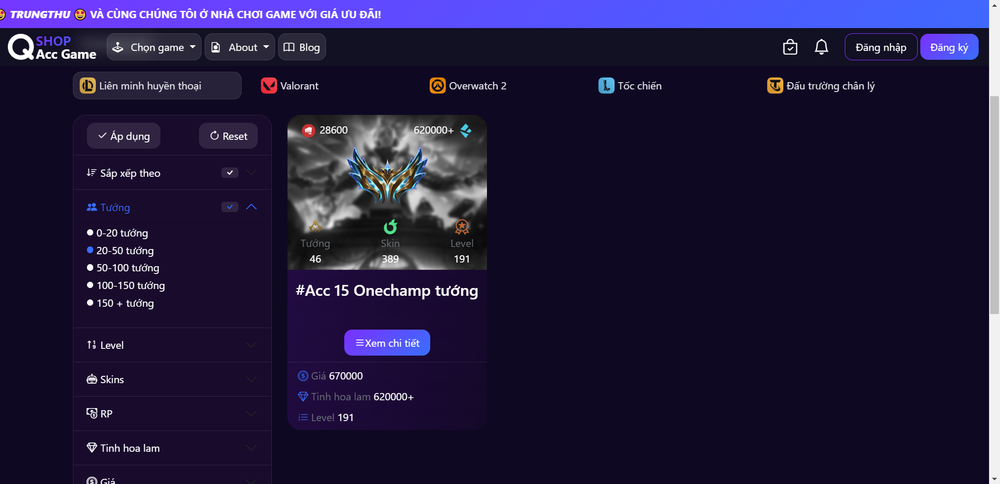 TRUNGTHU 🤩 VÀ CÙNG CHÚNG TÔI Ở NHÀ CHƠI GAME VỚI GIÁ ƯU ĐÃI!
SHOP
Acc Game
Chọn game
About
Blog
Đăng nhập
Đăng ký
Liên minh huyền thoại
Valorant
Overwatch 2
Tốc chiến
Đấu trường chân lý
Áp dụng
Reset
Sắp xếp theo
Tướng
0-20 tướng
20-50 tướng
50-100 tướng
100-150 tướng
150 + tướng
Level
Skins
RP
Tinh hoa lam
Giá
28600
620000+
Tướng
Skin
Level
46
389
191
#Acc 15 Onechamp tướng
Xem chi tiết
Giá 670000
Tinh hoa lam 620000+
Level 191